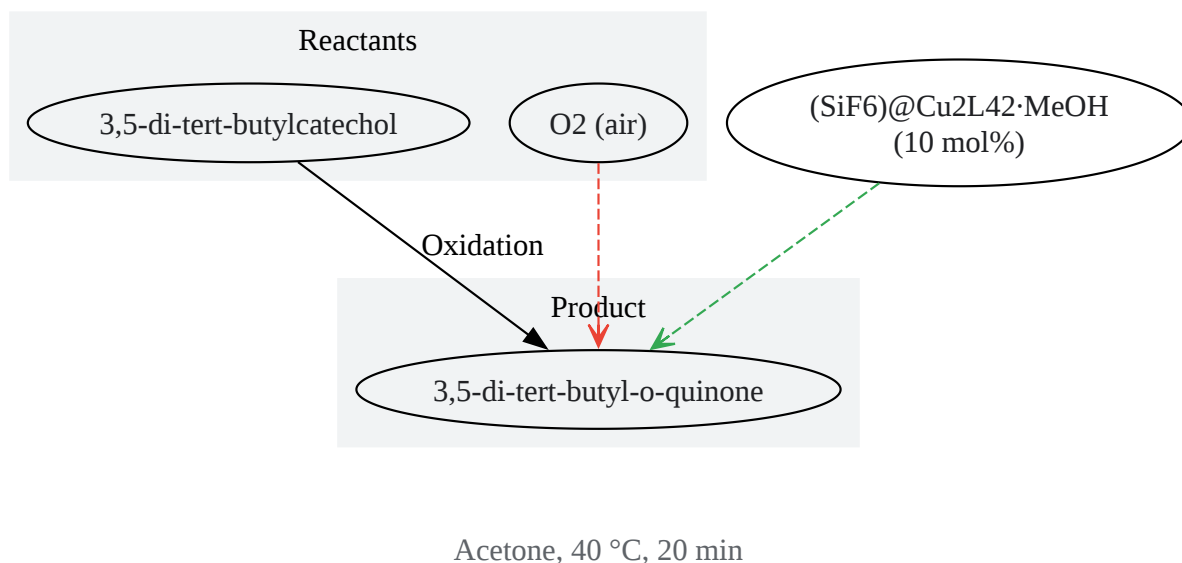 Reactants
3,5-di-tert-butylcatechol
O2 (air)
(SiF6)@Cu2L42·MeOH
(10 mol%)
Oxidation
Product
3,5-di-tert-butyl-o-quinone
Acetone, 40 °C, 20 min